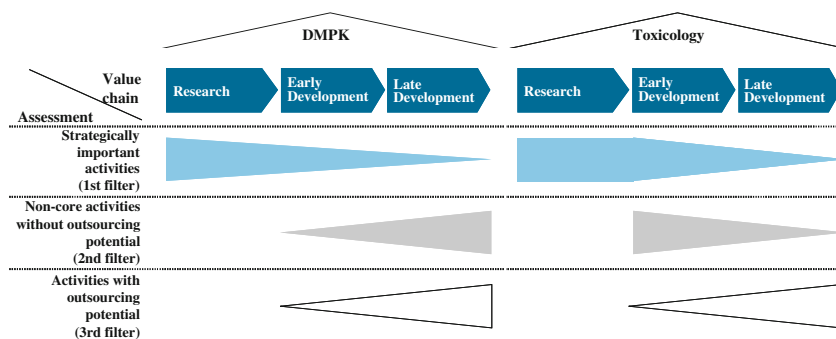 DMPK
Toxicology
Value
chain
Assessment
Research
Early
Development
Late
Development
Research
Early
Development
Late
Development
Strategically
important
activities
(1st filter)
Non-core activities
without outsourcing
potential
(2nd filter)
Activities with
outsourcing
potential
(3rd filter)